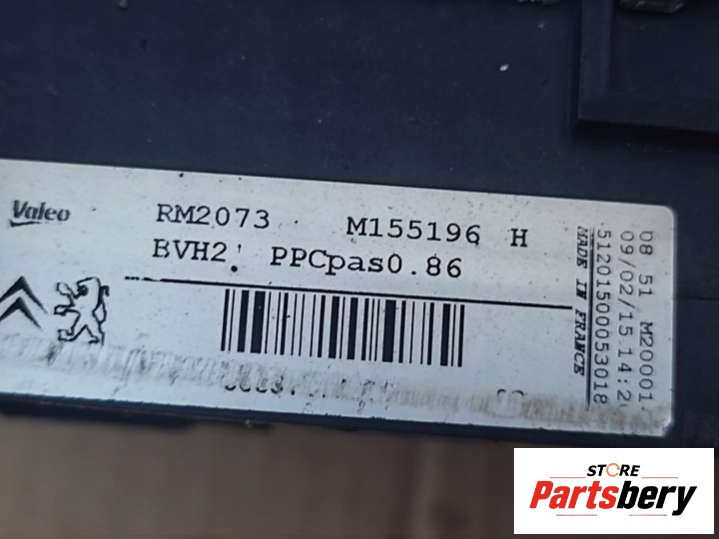 Valeo
RM2073 M155196 H
BVH2' PPCpas0.86
MADE IN FRANCE
5120150053018
09/02/15 14:2
08 51 M20001
STORE
Partsbery